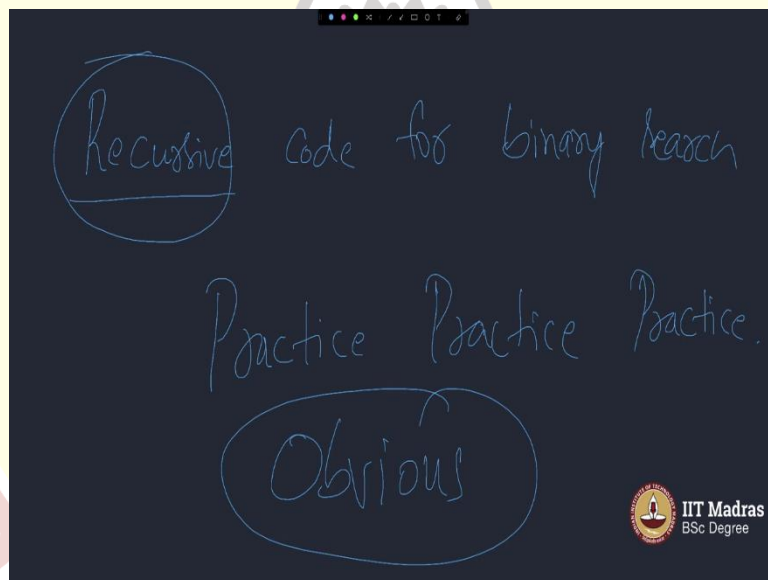 Recursive code for binary search
Practice Practice Practice.
Obvious
IIT Madras
BSc Degree